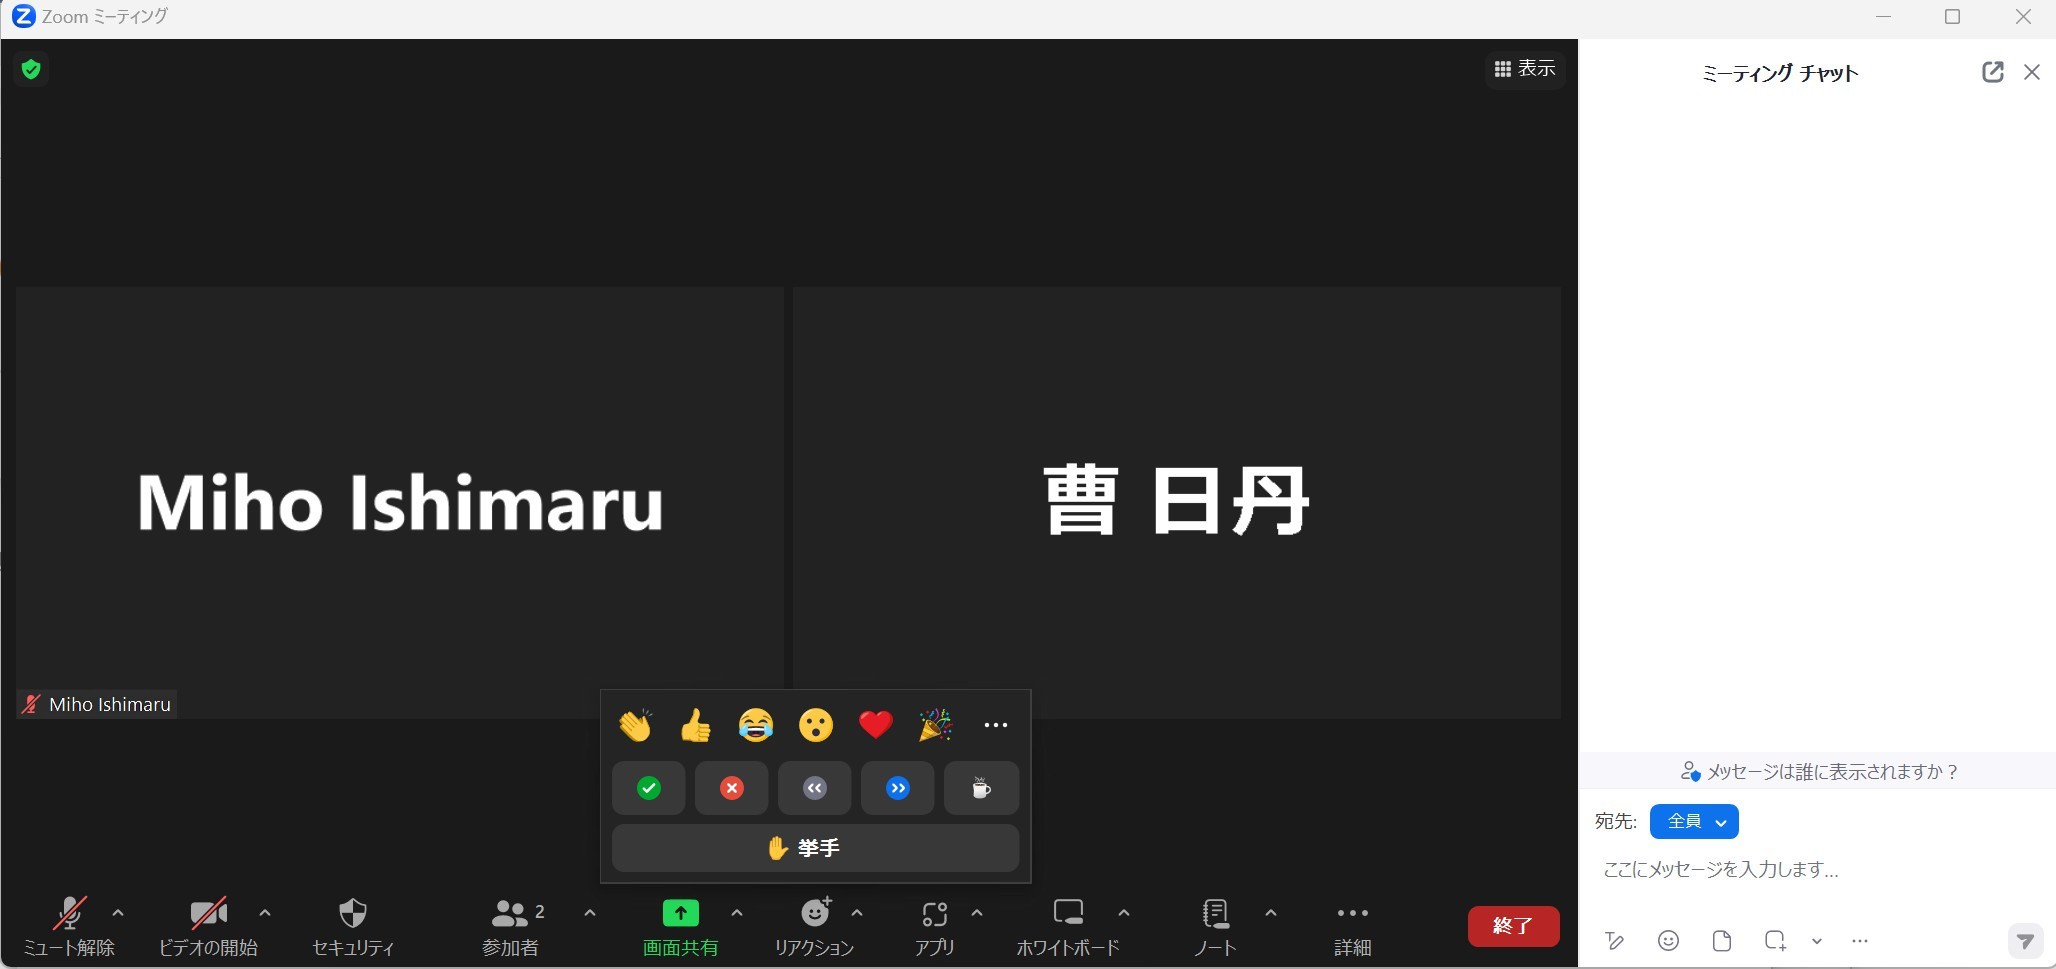 Zoom ミーティング
表示
Miho Ishimaru
曹 日丹
Miho Ishimaru
挙手
ミュート解除
ビデオの開始
セキュリティ
参加者
2
画面共有
リアクション
アプリ
ホワイトボード
ノート
詳細
終了
ミーティング チャット
メッセージは誰に表示されますか？
宛先: 全員
ここにメッセージを入力します...